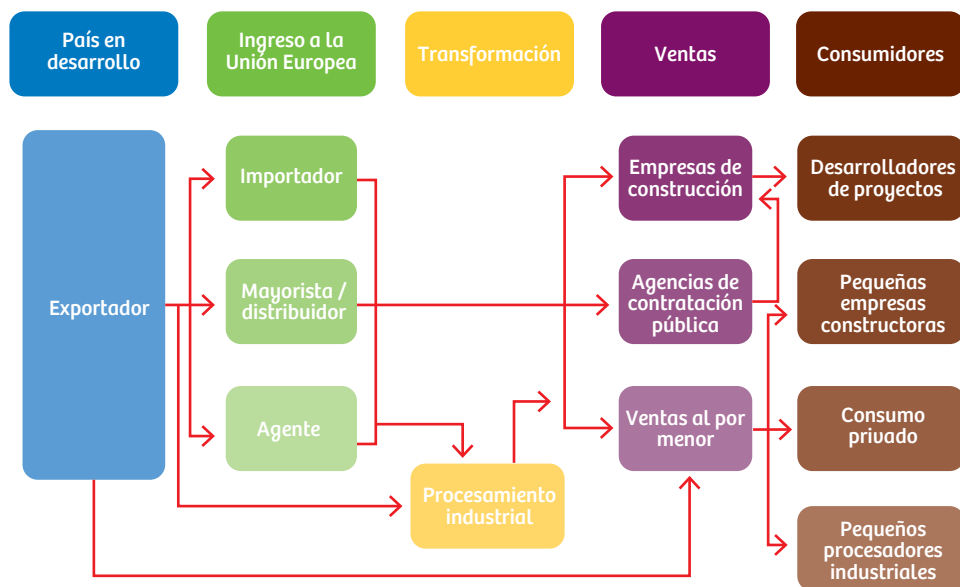 País en
desarrollo
Ingreso a la
Unión Europea
Transformación
Ventas
Consumidores
Exportador
Importador
Mayorista /
distribuidor
Agente
Procesamiento
industrial
Empresas de
construcción
Agencias de
contratación
pública
Ventas al por
menor
Desarrolladores
de proyectos
Pequeñas
empresas
constructoras
Consumo
privado
Pequeños
procesadores
industriales